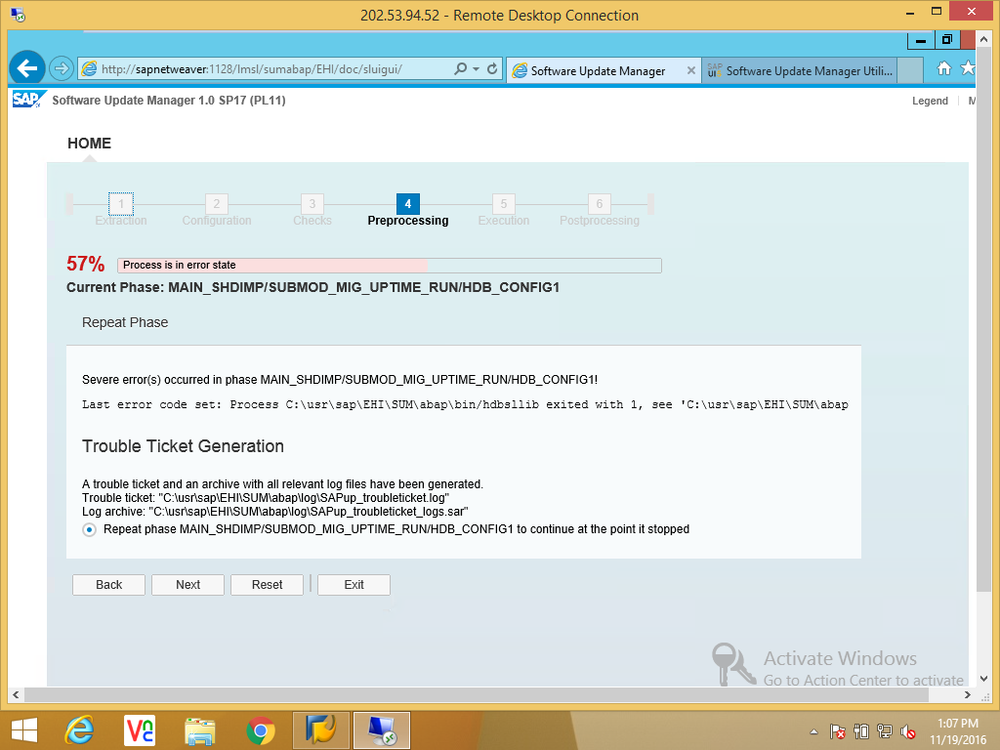 202.53.94.52 - Remote Desktop Connection
http://sapnetweaver:1128/lmsl/sumabap/EHI/doc/sluigui/
Software Update Manager
SAP UI
Software Update Manager Utili...
SAP
Software Update Manager 1.0 SP17 (PL11)
Legend
M
HOME
1 2 3 4 5 6
Extraction Configuration Checks Preprocessing Execution Postprocessing
57% Process is in error state
Current Phase: MAIN_SHDIMP/SUBMOD_MIG_UPTIME_RUN/HDB_CONFIG1
Repeat Phase
Severe error(s) occurred in phase MAIN_SHDIMP/SUBMOD_MIG_UPTIME_RUN/HDB_CONFIG1!
Last error code set: Process C:\usr\sap\EHI\SUM\abap\bin/hdbsllib exited with 1, see 'C:\usr\sap\EHI\SUM\abap
Trouble Ticket Generation
A trouble ticket and an archive with all relevant log files have been generated.
Trouble ticket: "C:\usr\sap\EHI\SUM\abap\log\SAPup_troubleticket.log"
Log archive: "C:\usr\sap\EHI\SUM\abap\log\SAPup_troubleticket_logs.sar"
Repeat phase MAIN_SHDIMP/SUBMOD_MIG_UPTIME_RUN/HDB_CONFIG1 to continue at the point it stopped
Back Next Reset Exit
Activate Windows
Go to Action Center to activate
VNC
1:07 PM
11/19/2016